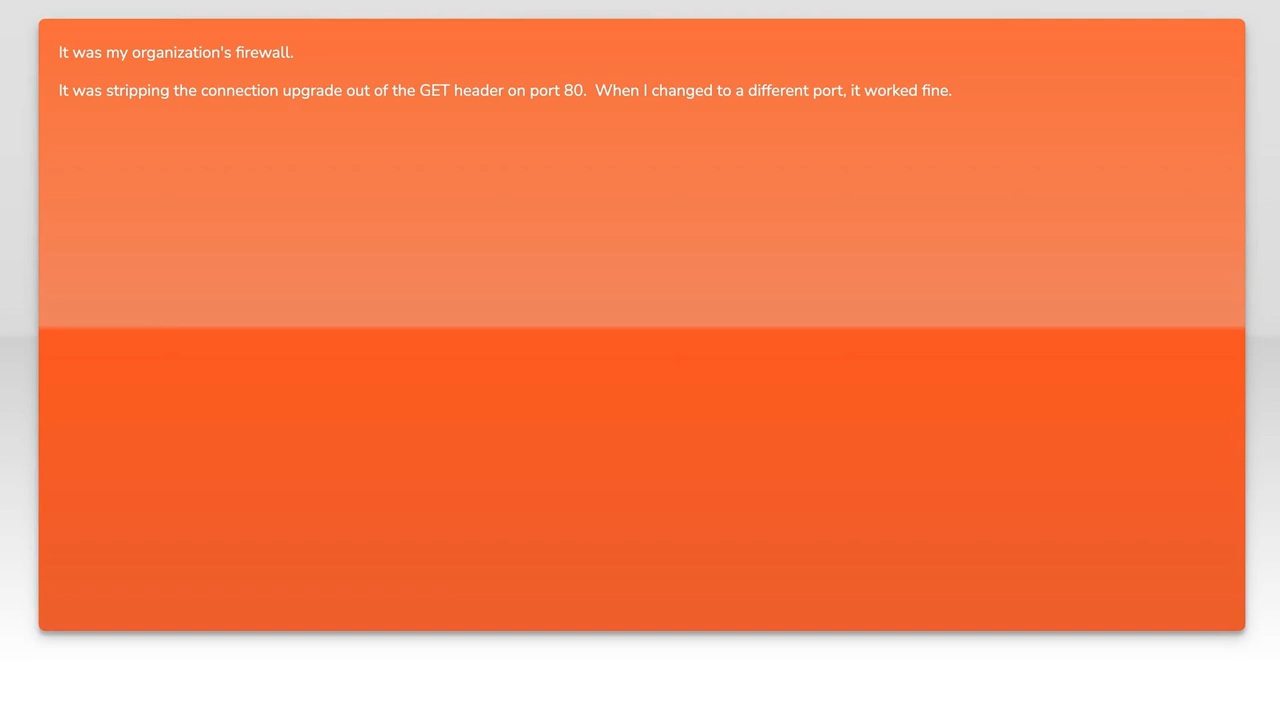 It was my organization's firewall.
It was stripping the connection upgrade out of the GET header on port 80.  When I changed to a different port, it worked fine.